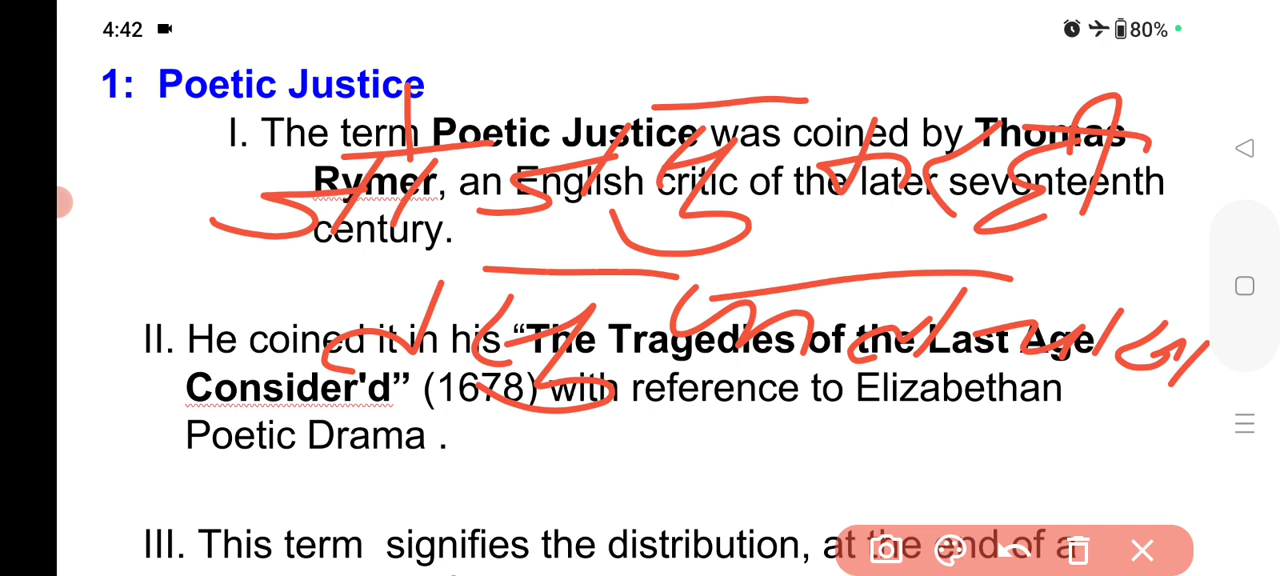 4:42
80%
1: Poetic Justice
I. The term Poetic Justice was coined by Thomas
Rymer, an English critic of the later seventeenth
century.
II. He coined it in his “The Tragedies of the Last Age
Consider'd” (1678) with reference to Elizabethan
Poetic Drama .
III. This term signifies the distribution, at the end of a